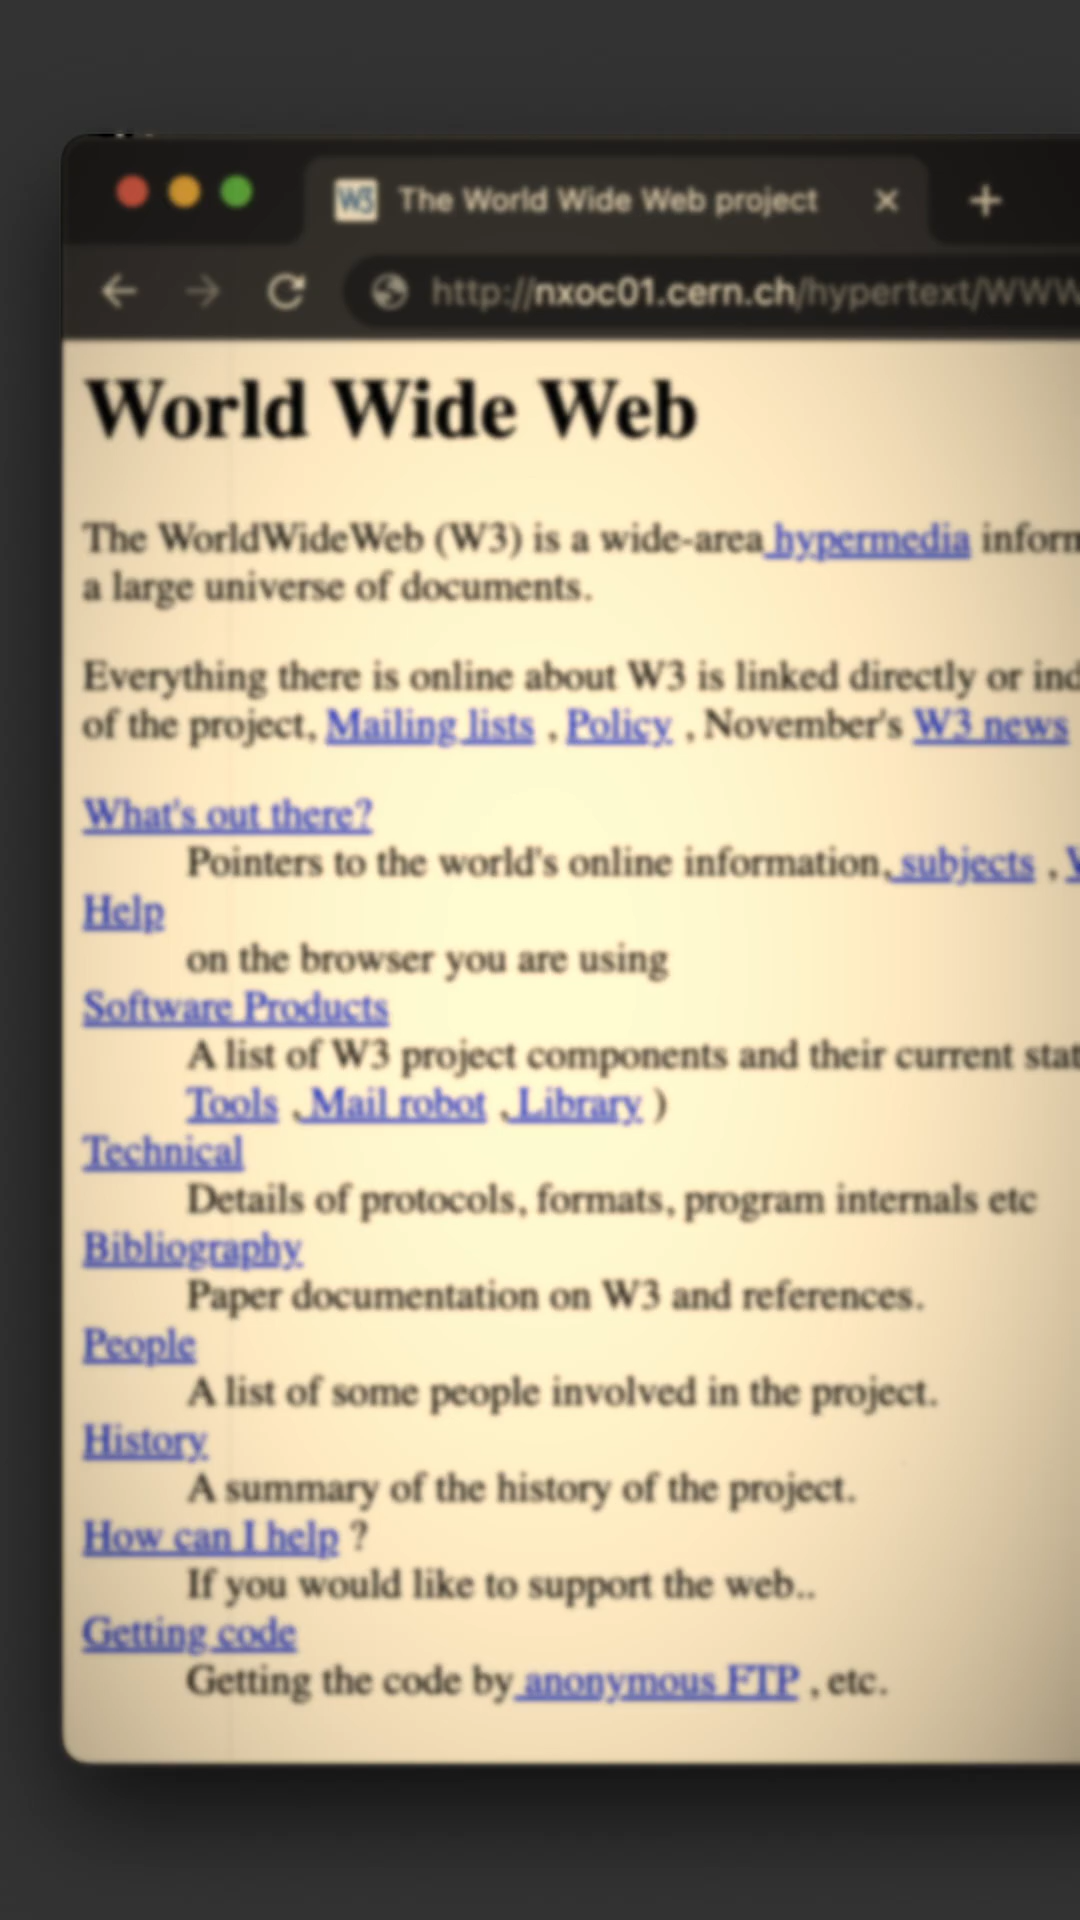 W3 The World Wide Web project
http://nxoc01.cern.ch/hypertext/WWW
World Wide Web
The WorldWideWeb (W3) is a wide-area hypermedia
a large universe of documents.
Everything there is online about W3 is linked directly or
of the project, Mailing lists , Policy , November's W3 news
What's out there?
Pointers to the world's online information, subjects ,
Help
on the browser you are using
Software Products
A list of W3 project components and their current
Tools , Mail robot , Library )
Technical
Details of protocols, formats, program internals etc
Bibliography
Paper documentation on W3 and references.
People
A list of some people involved in the project.
History
A summary of the history of the project.
How can I help ?
If you would like to support the web..
Getting code
Getting the code by anonymous FTP , etc.